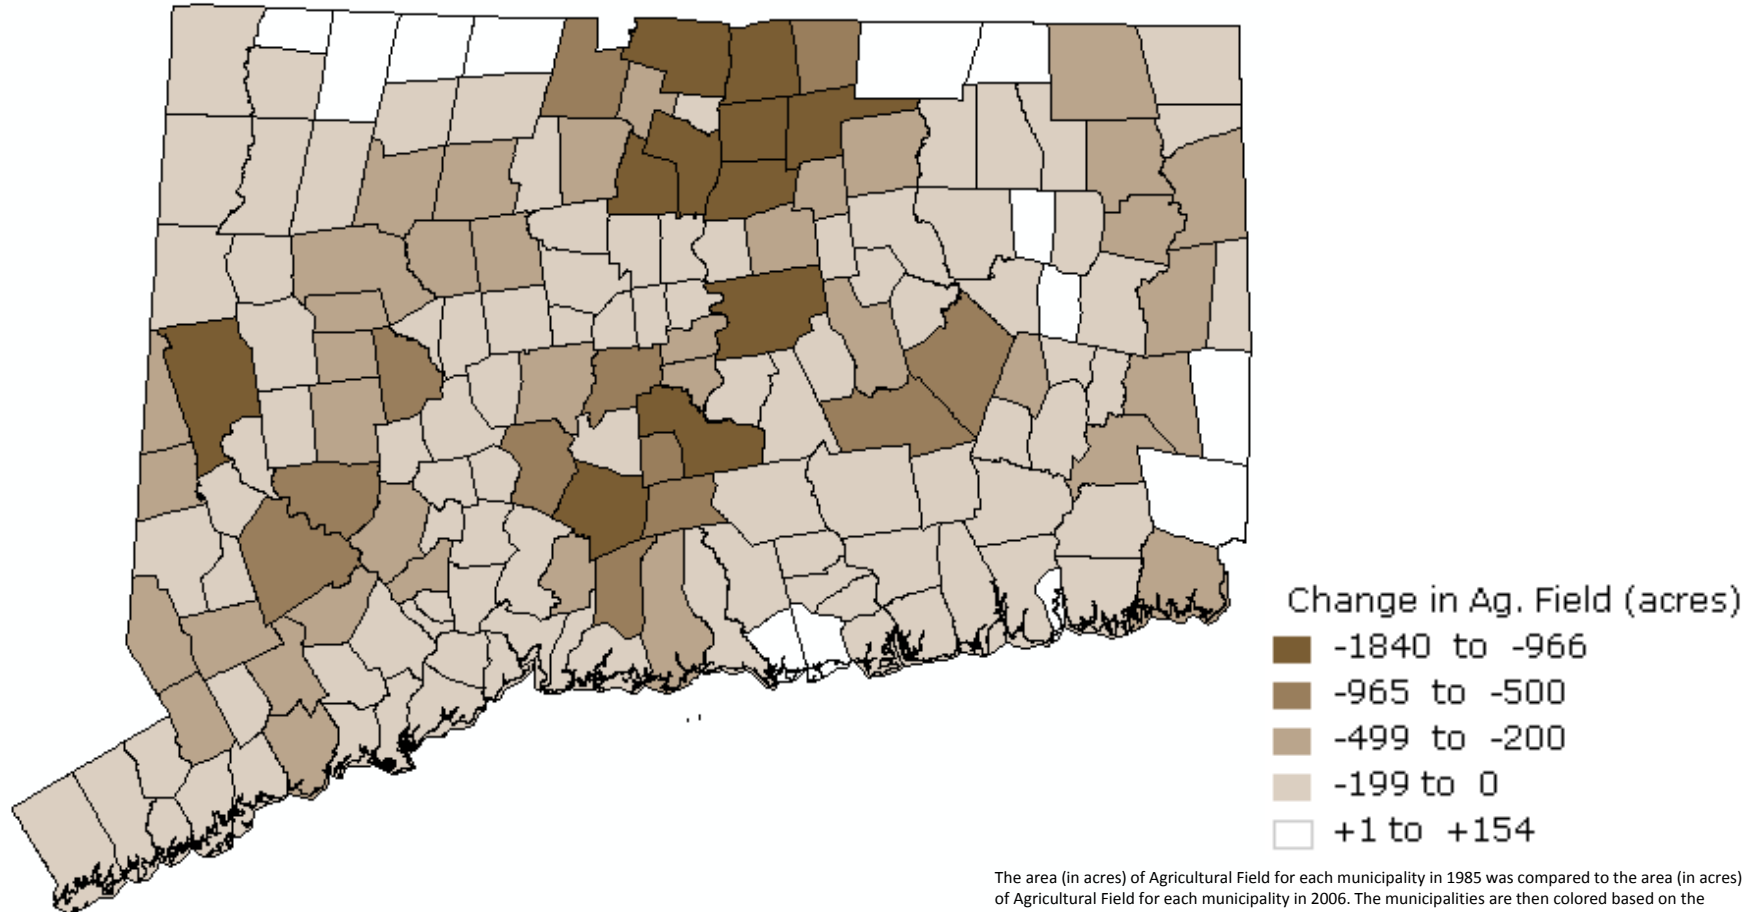 Change in Ag. Field (acres)
-1840 to -966
-965 to -500
-499 to -200
-199 to 0
+1 to +154
The area (in acres) of Agricultural Field for each municipality in 1985 was compared to the area (in acres)
of Agricultural Field for each municipality in 2006. The municipalities are then colored based on the